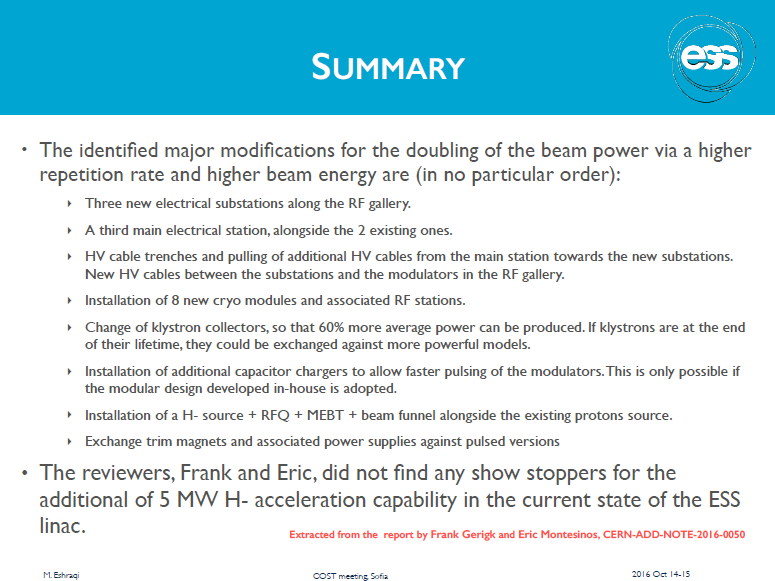 SUMMARY
ess
• The identified major modifications for the doubling of the beam power via a higher
repetition rate and higher beam energy are (in no particular order):
‣ Three new electrical substations along the RF gallery.
‣ A third main electrical station, alongside the 2 existing ones.
‣ HV cable trenches and pulling of additional HV cables from the main station towards the new substations.
New HV cables between the substations and the modulators in the RF gallery.
‣ Installation of 8 new cryo modules and associated RF stations.
‣ Change of klystron collectors, so that 60% more average power can be produced. If klystrons are at the end
of their lifetime, they could be exchanged against more powerful models.
‣ Installation of additional capacitor chargers to allow faster pulsing of the modulators. This is only possible if
the modular design developed in-house is adopted.
‣ Installation of a H- source + RFQ + MEBT + beam funnel alongside the existing protons source.
‣ Exchange trim magnets and associated power supplies against pulsed versions
• The reviewers, Frank and Eric, did not find any show stoppers for the
additional of 5 MW H- acceleration capability in the current state of the ESS
linac.
Extracted from the report by Frank Gerigk and Eric Montesinos, CERN-ADD-NOTE-2016-0050
M. Eshraqi
COST meeting, Sofia
2016 Oct 14-15